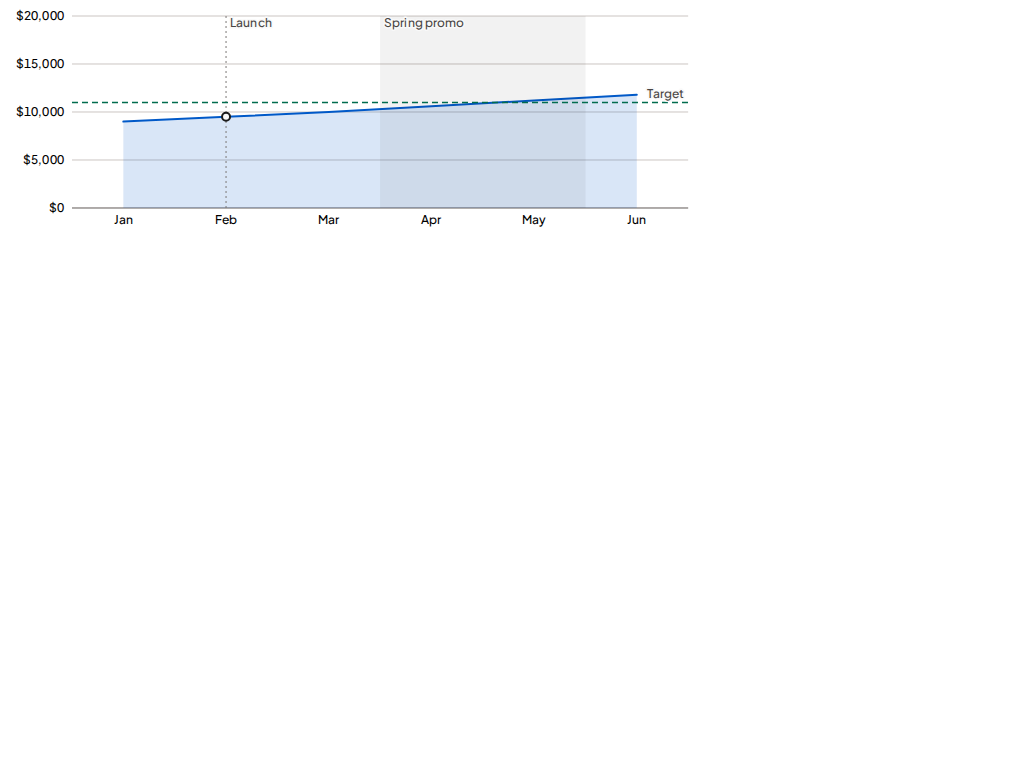 $20,000
Launch
Spring promo
$15,000
Target
$10,000
$5,000
$0
Jan Feb Mar Apr May Jun